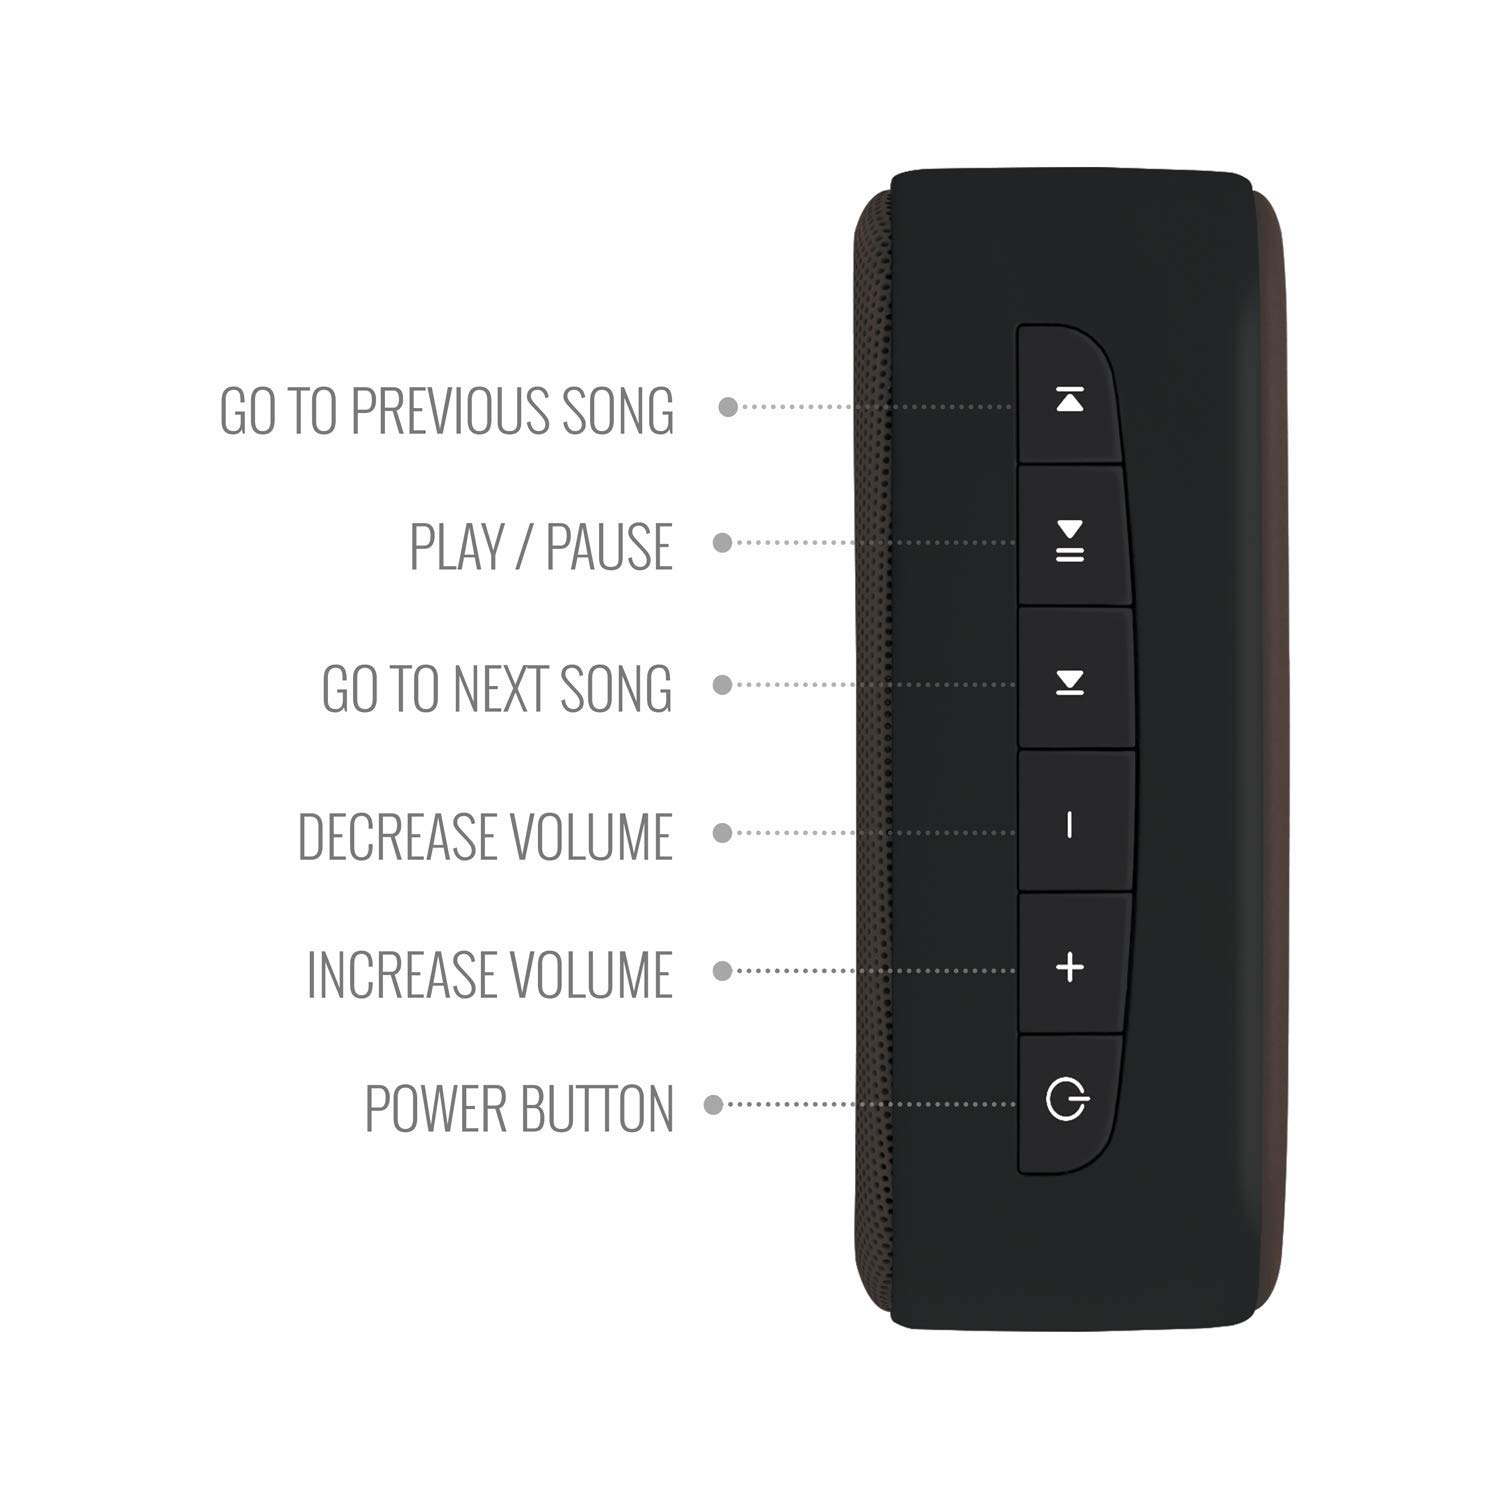 GO TO PREVIOUS SONG
PLAY / PAUSE
GO TO NEXT SONG
DECREASE VOLUME
INCREASE VOLUME
POWER BUTTON